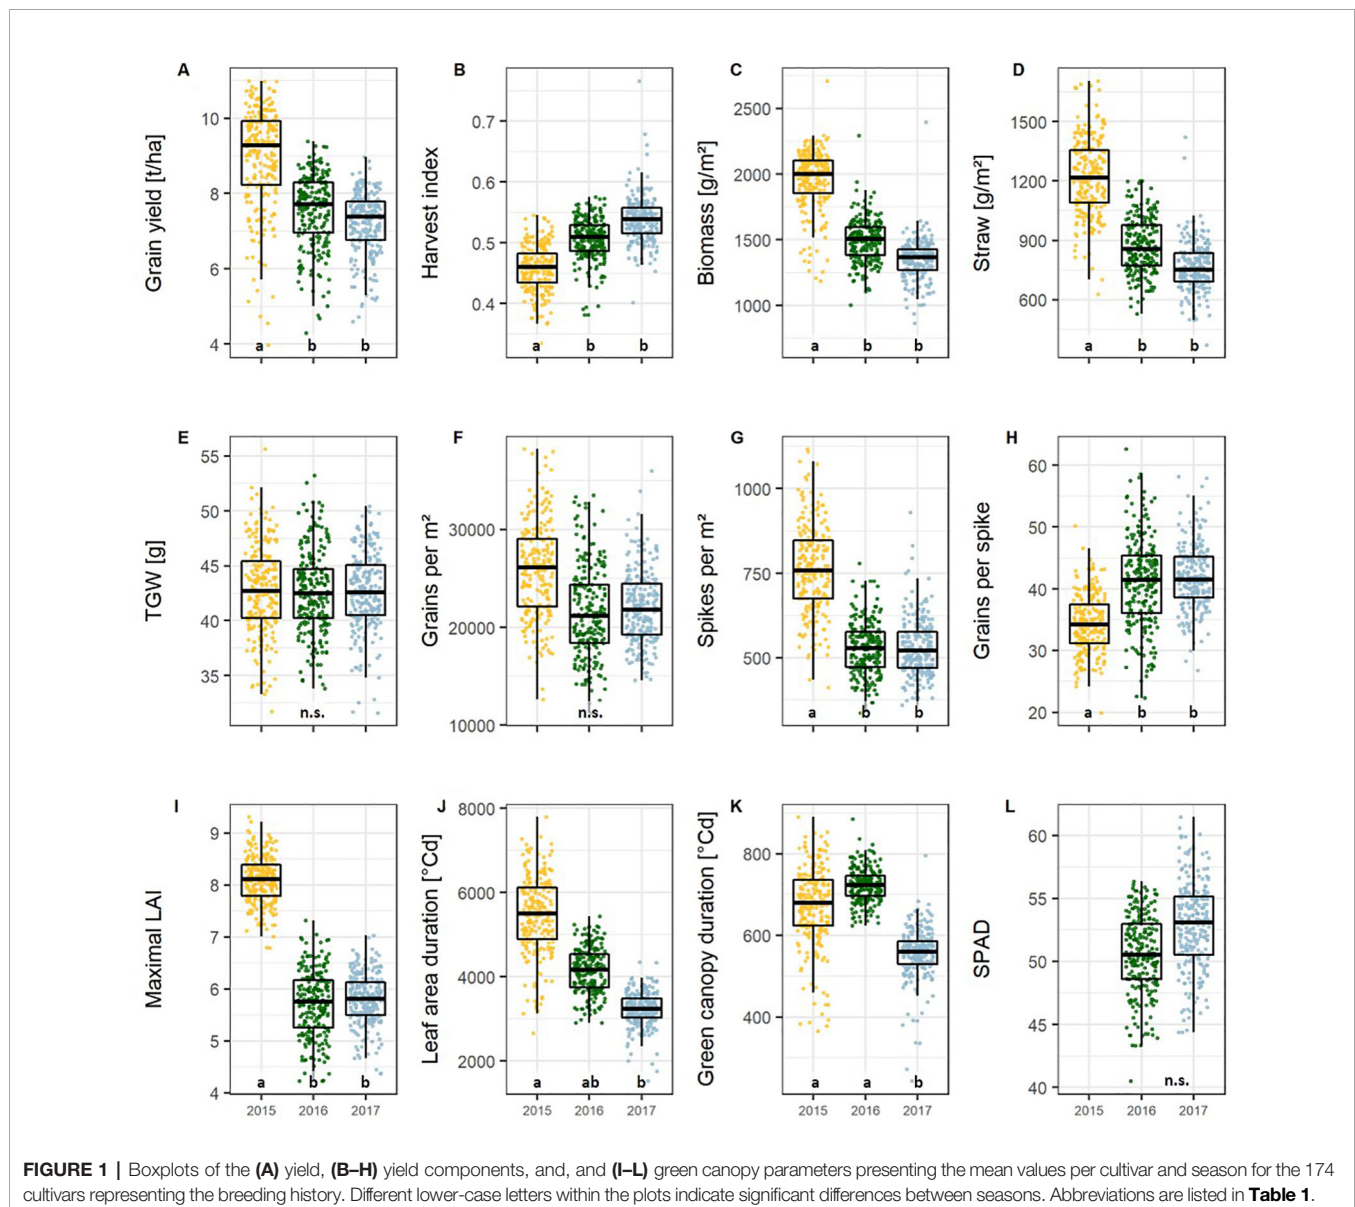 A
B
C
D
Grain yield [t/ha]
10
8
6
4
a
b
b
Harvest index
0.7
0.6
0.5
0.4
a
b
b
Biomass [g/m²]
2500
2000
1500
1000
a
b
b
Straw [g/m²]
1500
1200
900
600
a
b
b
E
F
G
H
TGW [g]
55
50
45
40
35
n.s.
Grains per m²
30000
20000
10000
n.s.
Spikes per m²
1000
750
500
a
b
b
Grains per spike
60
50
40
30
20
a
b
b
I
J
K
L
Maximal LAI
9
8
7
6
5
4
a
b
b
2015
2016
2017
Leaf area duration [°Cd]
8000
6000
4000
2000
a
ab
b
2015
2016
2017
Green canopy duration [°Cd]
800
600
400
a
a
b
2015
2016
2017
SPAD
60
55
50
45
40
n.s.
2015
2016
2017
FIGURE 1 | Boxplots of the (A) yield, (B–H) yield components, and, and (I–L) green canopy parameters presenting the mean values per cultivar and season for the 174
cultivars representing the breeding history. Different lower-case letters within the plots indicate significant differences between seasons. Abbreviations are listed in Table 1.